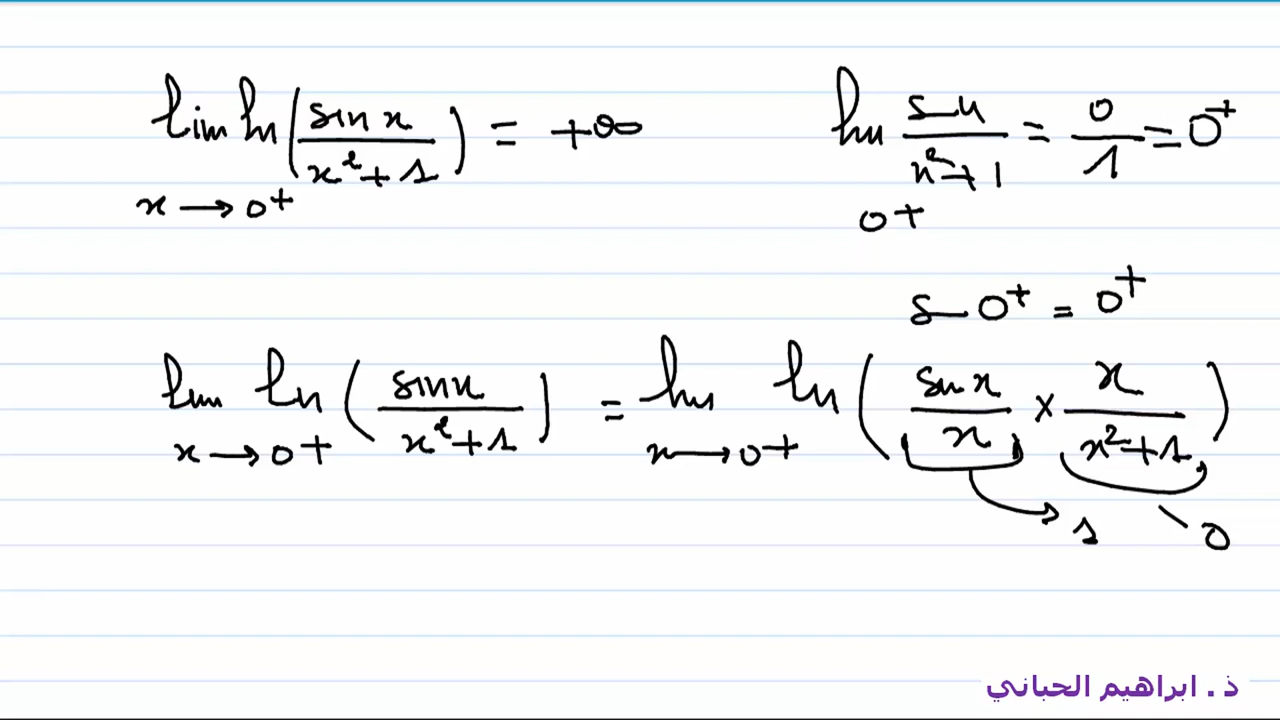 lim ln(sin x / x² + 1) = +∞
x → 0+
lim sin x / x² + 1 = 0 / 1 = 0⁺
0+
sin 0⁺ = 0⁺
lim ln(sin x / x² + 1) = lim ln(sin x / x × x / x² + 1)
x → 0+ x → 0+
1 0
ذ . ابراهيم الحباني